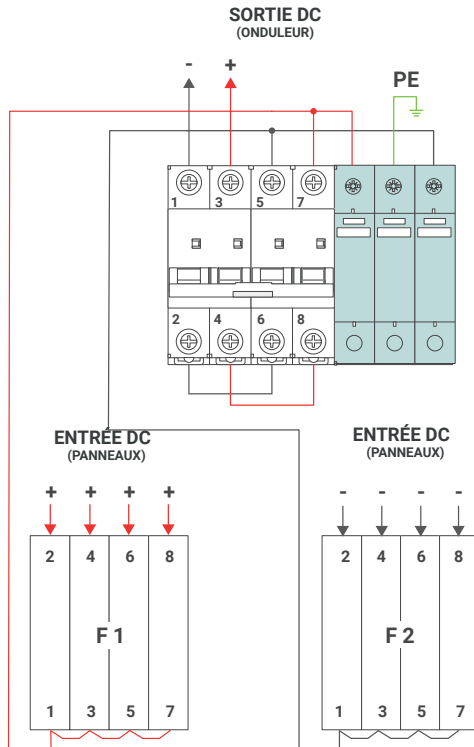 SORTIE DC
(ONDULEUR)
- +
PE
1 3 5 7
2 4 6 8
ENTRÉE DC
(PANNEAUX)
+ + + +
2 4 6 8
F 1
1 3 5 7
ENTRÉE DC
(PANNEAUX)
- - - -
2 4 6 8
F 2
1 3 5 7